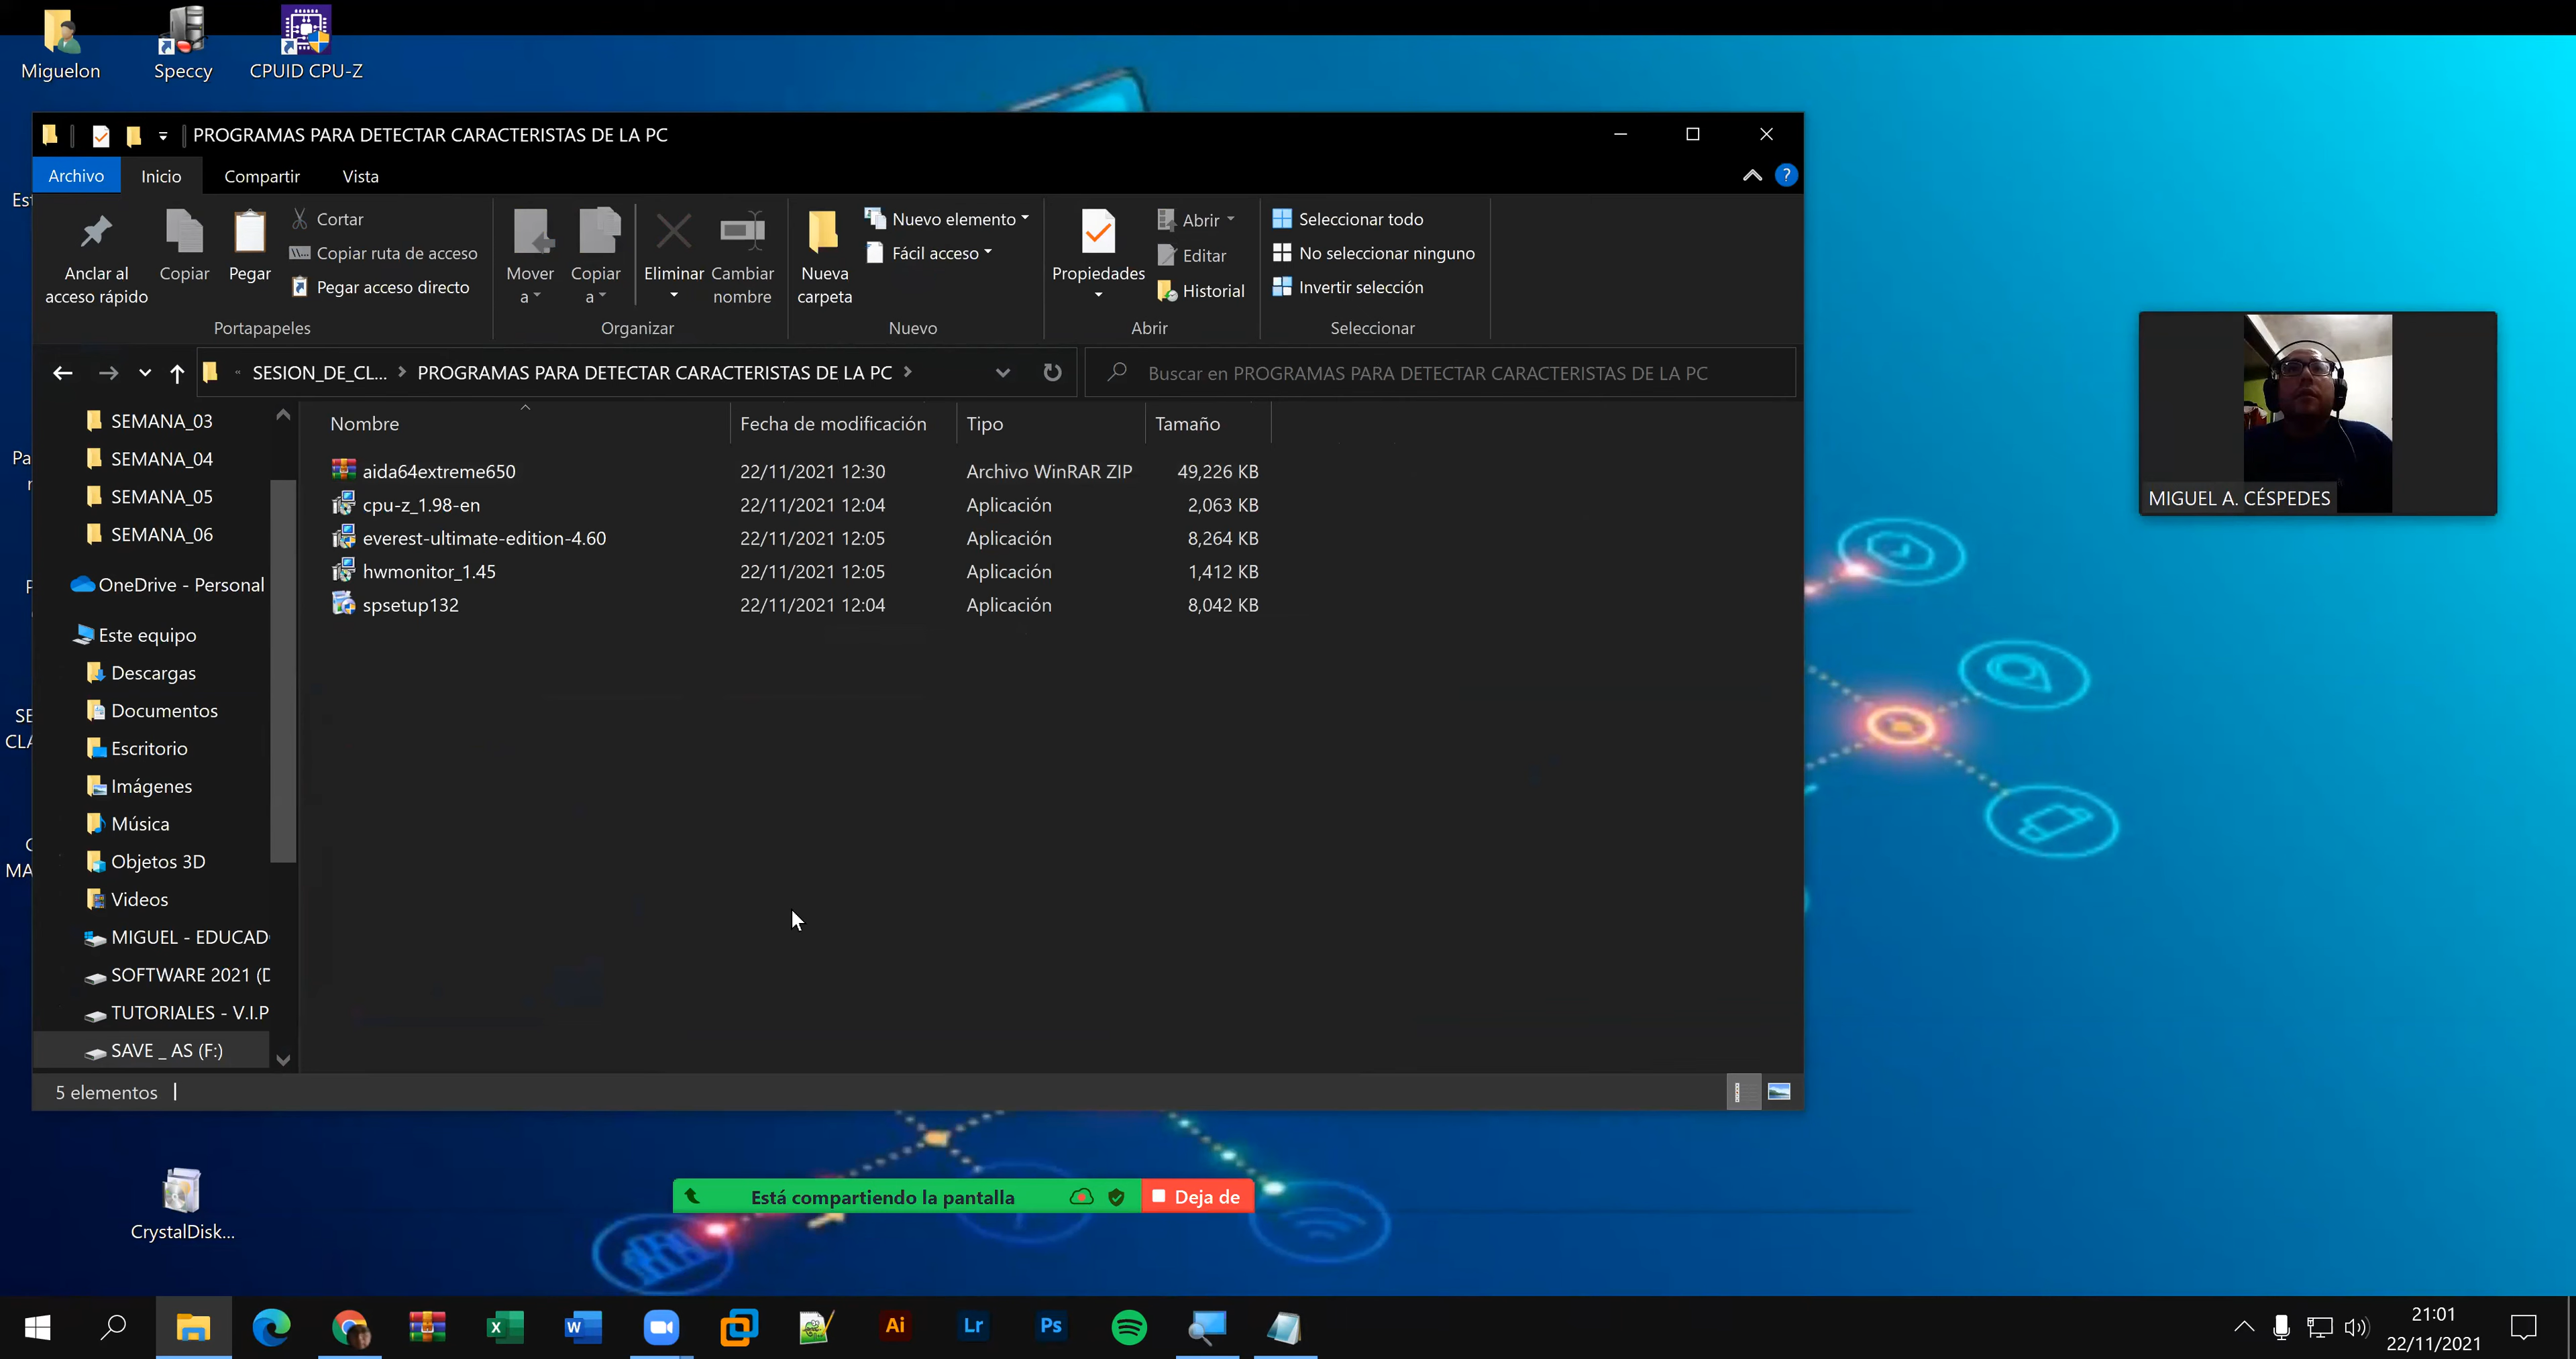 Miguelon
Speccy
CPUID CPU-Z
PROGRAMAS PARA DETECTAR CARACTERISTAS DE LA PC
Archivo
Inicio
Compartir
Vista
Anclar al
acceso rápido
Copiar
Pegar
Cortar
Copiar ruta de acceso
Pegar acceso directo
Portapapeles
Mover
a
Copiar
a
Eliminar
Cambiar
nombre
Organizar
Nueva
carpeta
Nuevo elemento
Fácil acceso
Nuevo
Propiedades
Abrir
Editar
Historial
Abrir
Seleccionar todo
No seleccionar ninguno
Invertir selección
Seleccionar
« SESION_DE_CL... > PROGRAMAS PARA DETECTAR CARACTERISTAS DE LA PC >
Buscar en PROGRAMAS PARA DETECTAR CARACTERISTAS DE LA PC
SEMANA_03
SEMANA_04
SEMANA_05
SEMANA_06
OneDrive - Personal
Este equipo
Descargas
Documentos
Escritorio
Imágenes
Música
Objetos 3D
Videos
MIGUEL - EDUCAD
SOFTWARE 2021 (D
TUTORIALES - V.I.P
SAVE _ AS (F:)
Nombre Fecha de modificación Tipo Tamaño
aida64extreme650 22/11/2021 12:30 Archivo WinRAR ZIP 49,226 KB
cpu-z_1.98-en 22/11/2021 12:04 Aplicación 2,063 KB
everest-ultimate-edition-4.60 22/11/2021 12:05 Aplicación 8,264 KB
hwmonitor_1.45 22/11/2021 12:05 Aplicación 1,412 KB
spsetup132 22/11/2021 12:04 Aplicación 8,042 KB
5 elementos
MIGUEL A. CÉSPEDES
Está compartiendo la pantalla
Deja de
CrystalDisk...
Ai
Lr
Ps
21:01
22/11/2021